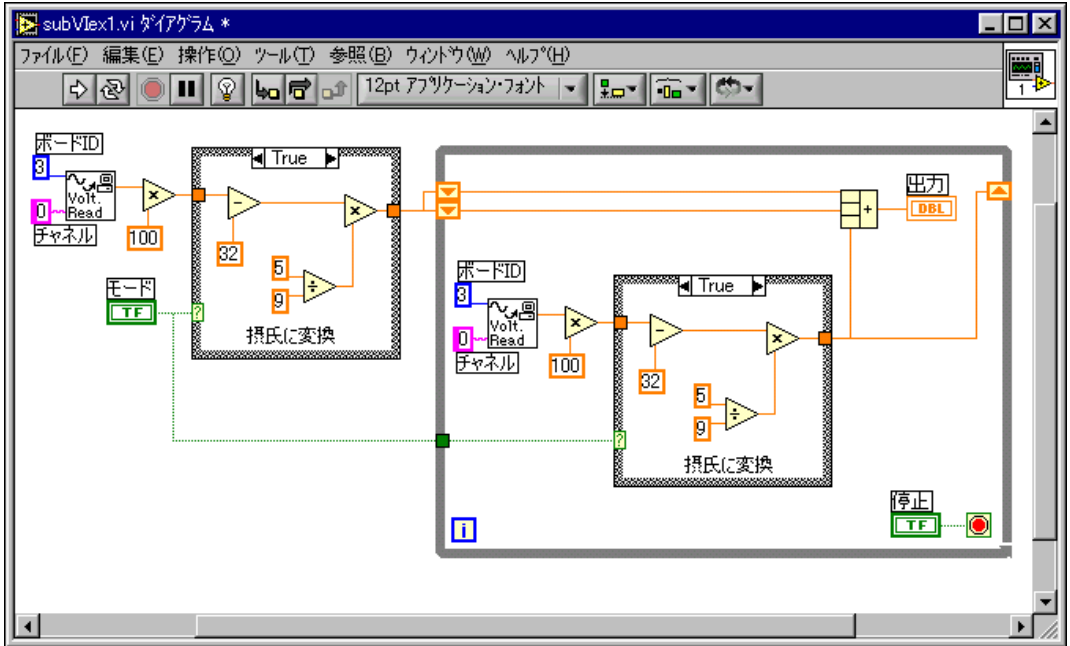 subVIex1.vi ダイアグラム *
ファイル(F) 編集(E) 操作(O) ツール(T) 参照(B) ウィンドウ(W) ヘルプ(H)
12pt アプリケーション・フォント
1
ボードID
3
Volt.
Read
0
チャネル
100
True
32
5
9
摂氏に変換
モード
TF
?
出力
DBL
+
ボードID
3
Volt.
Read
0
チャネル
100
True
32
5
9
?
摂氏に変換
停止
TF
i